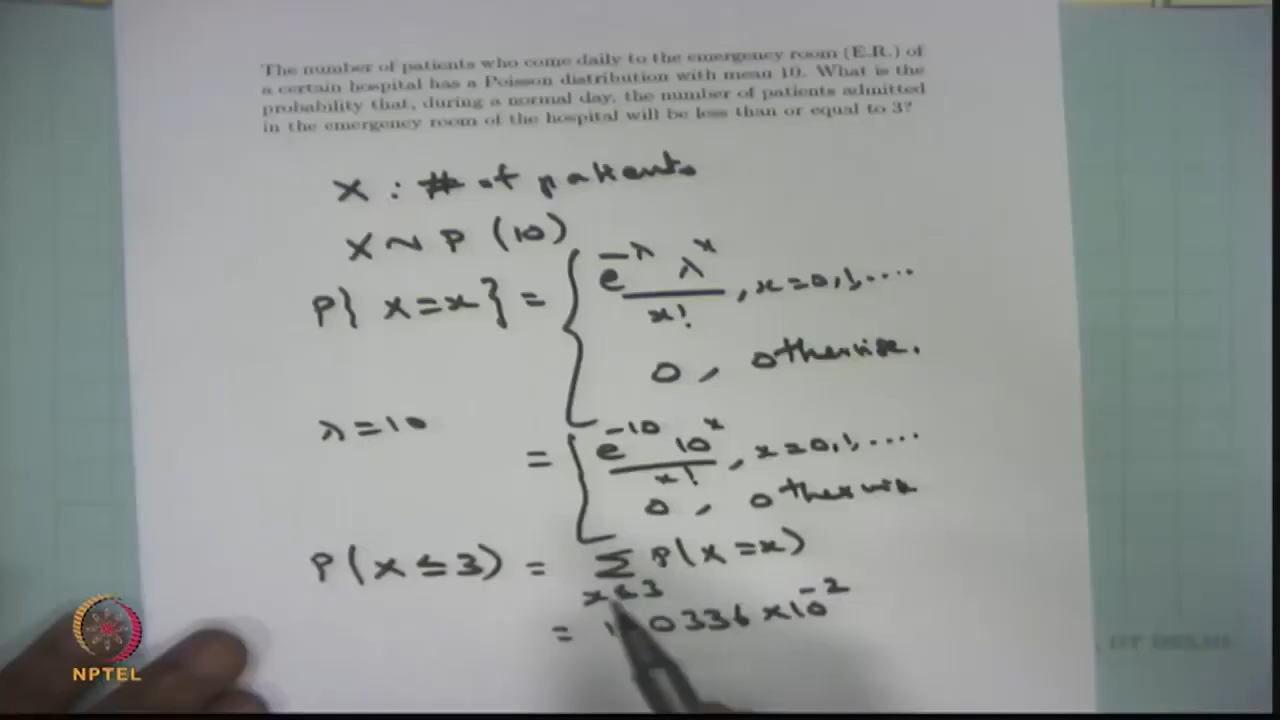 The number of patients who come daily to the emergency room (E.R.) of
a certain hospital has a Poisson distribution with mean 10. What is the
probability that, during a normal day, the number of patients admitted
in the emergency room of the hospital will be less than or equal to 3?
X : # of patients
X ~ P (10)
P{ X=x} = { e^-λ λ^x / x! , x=0,1,....
0, otherwise.
λ=10
= { e^-10 10^x / x! , x=0,1,....
0, otherwise
P(X≤3) = Σ P(X=x)
x≤3
= 0336×10^-2
NPTEL